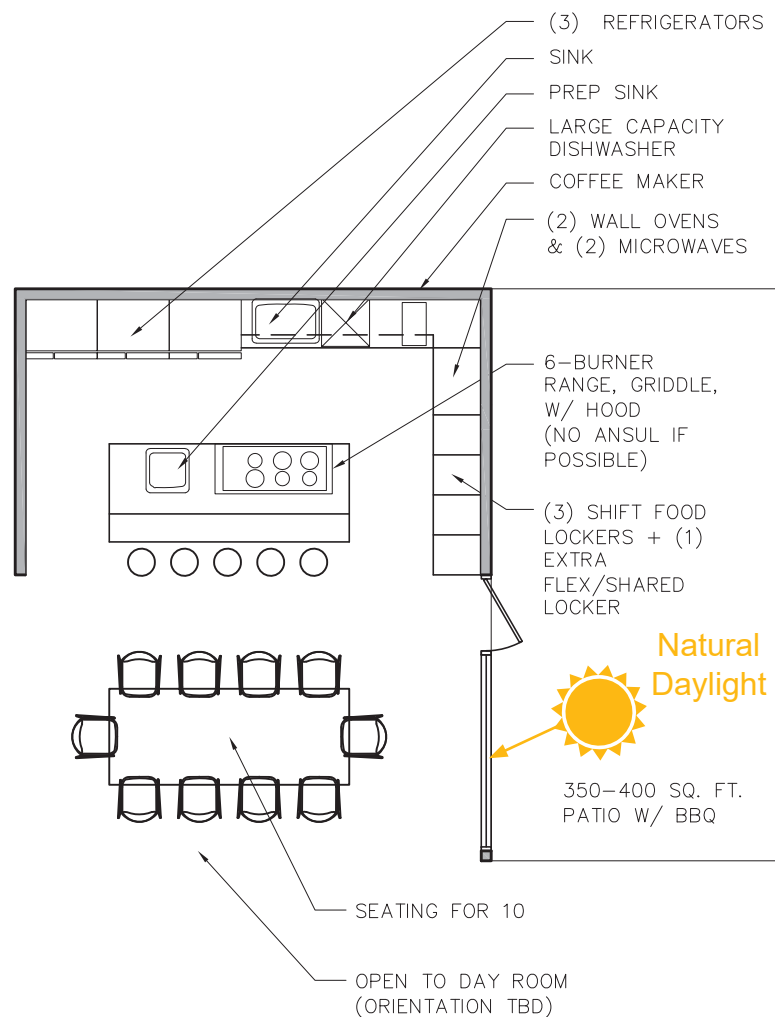 (3) REFRIGERATORS
SINK
PREP SINK
LARGE CAPACITY
DISHWASHER
COFFEE MAKER
(2) WALL OVENS
& (2) MICROWAVES
6-BURNER
RANGE, GRIDDLE,
W/ HOOD
(NO ANSUL IF
POSSIBLE)
(3) SHIFT FOOD
LOCKERS + (1)
EXTRA
FLEX/SHARED
LOCKER
Natural
Daylight
350-400 SQ. FT.
PATIO W/ BBQ
SEATING FOR 10
OPEN TO DAY ROOM
(ORIENTATION TBD)